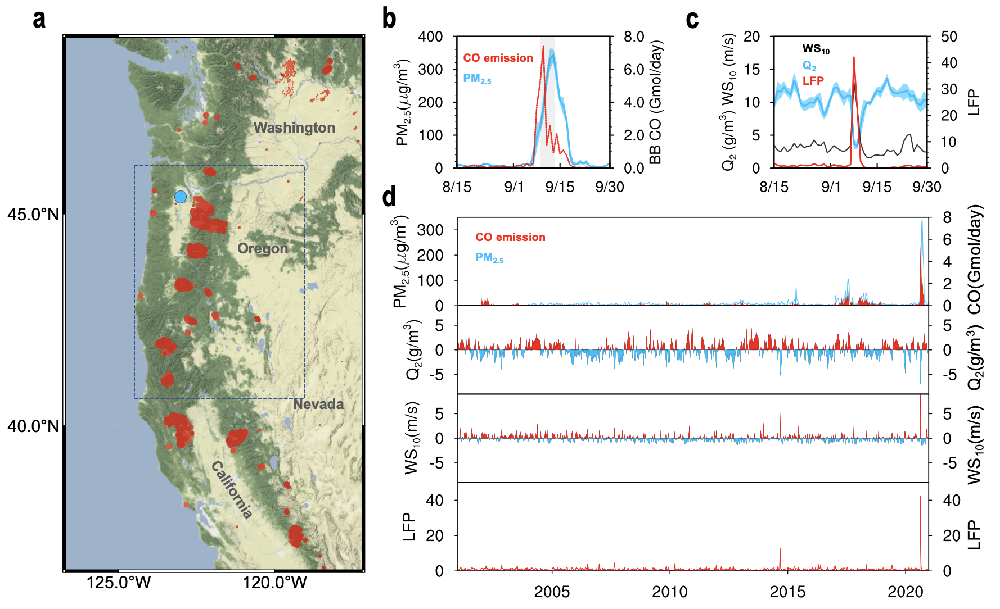 a
45.0°N
40.0°N
125.0°W
120.0°W
Washington
Oregon
Nevada
California
b
PM2.5(μg/m3)
400
300
200
100
0
CO emission
PM2.5
8.0
6.0
4.0
2.0
0.0
BB CO (Gmol/day)
8/15
9/1
9/15
9/30
c
Q2 (g/m3) WS10 (m/s)
20
15
10
5
0
WS10
Q2
LFP
50
40
30
20
10
0
LFP
8/15
9/1
9/15
9/30
d
PM2.5(μg/m3)
300
200
100
0
CO emission
PM2.5
8
6
4
2
0
CO(Gmol/day)
Q2(g/m3)
5
0
-5
5
0
-5
Q2(g/m3)
WS10(m/s)
5
0
-5
5
0
-5
WS10(m/s)
LFP
40
20
0
40
20
0
LFP
2005
2010
2015
2020